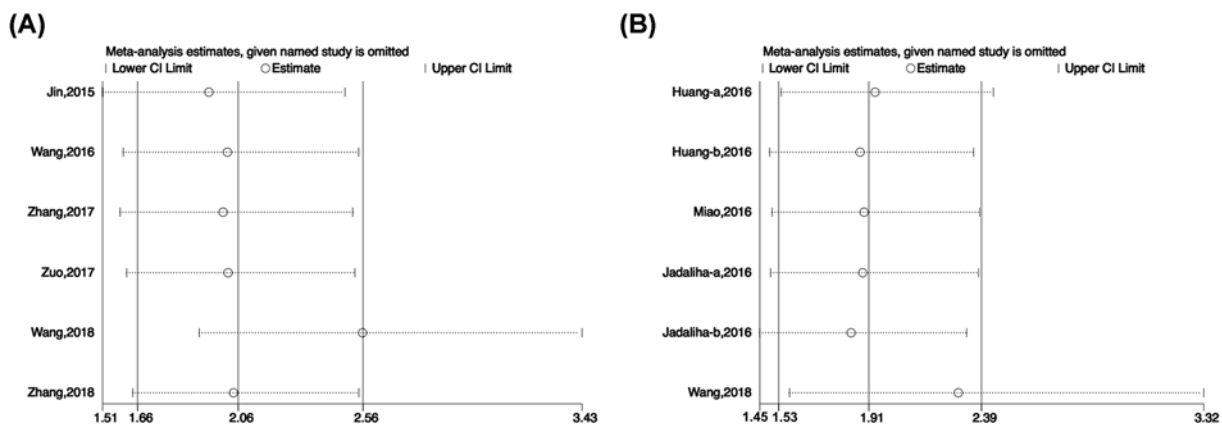 (A)
Meta-analysis estimates, given named study is omitted
Lower CI Limit Estimate Upper CI Limit
Jin,2015
Wang,2016
Zhang,2017
Zuo,2017
Wang,2018
Zhang,2018
1.51 1.66 2.06 2.56 3.43
(B)
Meta-analysis estimates, given named study is omitted
Lower CI Limit Estimate Upper CI Limit
Huang-a,2016
Huang-b,2016
Miao,2016
Jadaliha-a,2016
Jadaliha-b,2016
Wang,2018
1.45 1.53 1.91 2.39 3.32